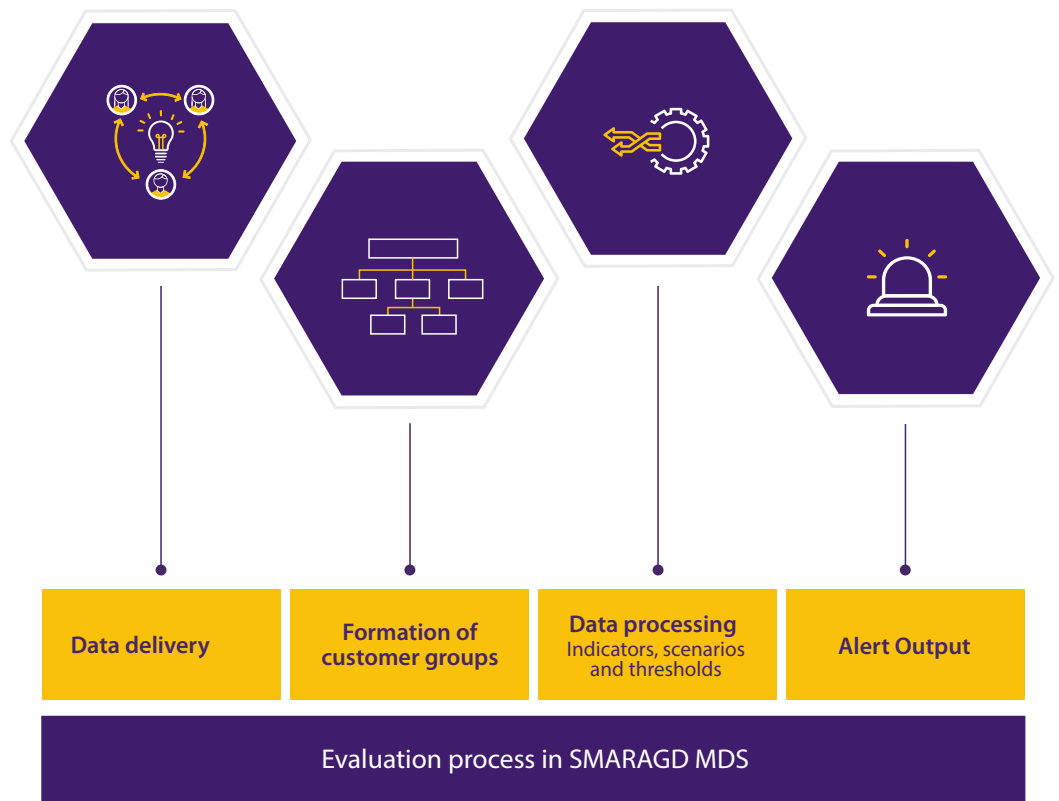 Data delivery
Formation of
customer groups
Data processing
Indicators, scenarios
and thresholds
Alert Output
Evaluation process in SMARAGD MDS